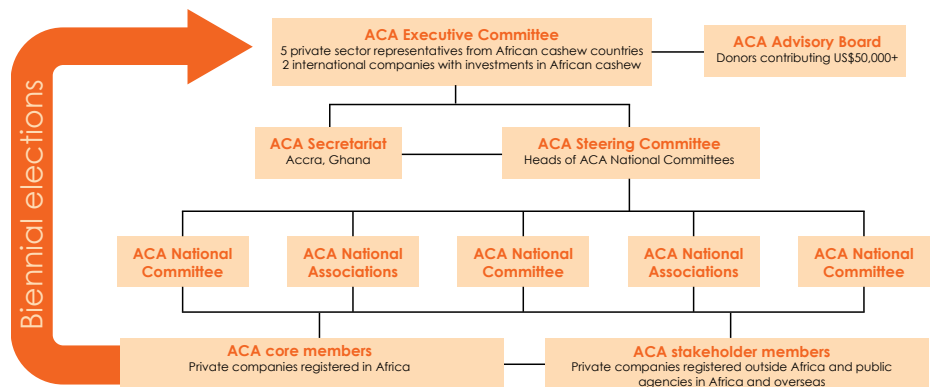 Biennial elections
ACA Executive Committee
5 private sector representatives from African cashew countries
2 international companies with investments in African cashew
ACA Advisory Board
Donors contributing US$50,000+
ACA Secretariat
Accra, Ghana
ACA Steering Committee
Heads of ACA National Committees
ACA National
Committee
ACA National
Associations
ACA National
Committee
ACA National
Associations
ACA National
Committee
ACA core members
Private companies registered in Africa
ACA stakeholder members
Private companies registered outside Africa and public
agencies in Africa and overseas